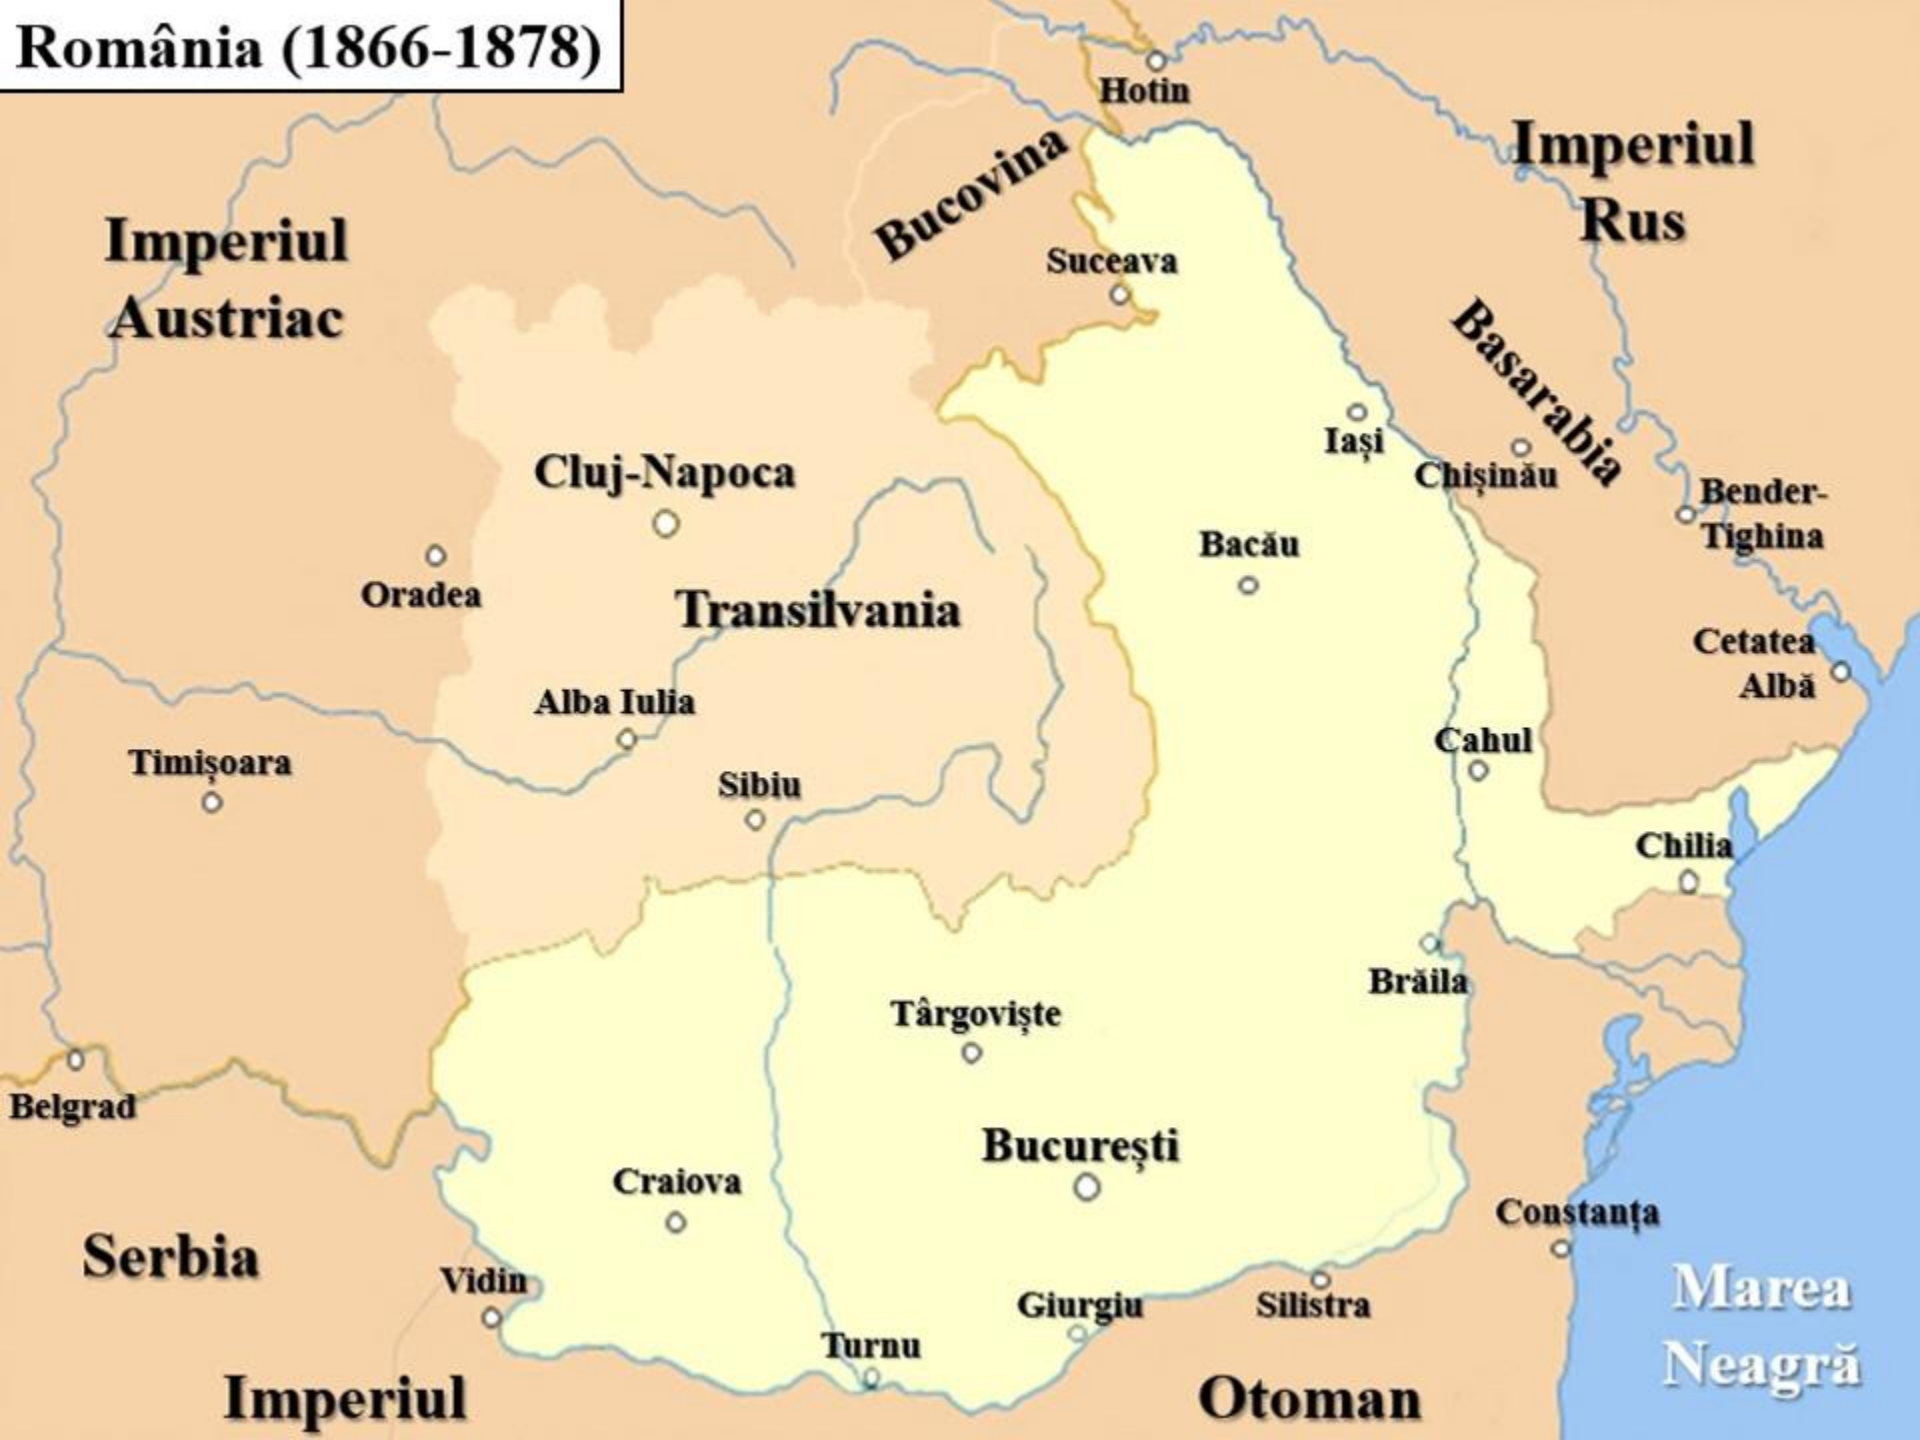 România (1866-1878)
Hotin
Imperiul
Rus
Bucovina
Imperiul
Austriac
Suceava
Basarabia
Iași
Chișinău
Cluj-Napoca
Bender-
Tighina
Bacău
Oradea
Transilvania
Cetatea
Albă
Alba Iulia
Cahul
Timișoara
Sibiu
Chilia
Brăila
Târgoviște
Belgrad
București
Craiova
Constanța
Serbia
Vidin
Giurgiu
Silistra
Marea
Neagră
Turnu
Imperiul
Otoman